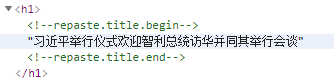 ▼<h1>
<!--repaste.title.begin-->
"习近平举行仪式欢迎智利总统访华并同其举行会谈"
<!--repaste.title.end-->
</h1>